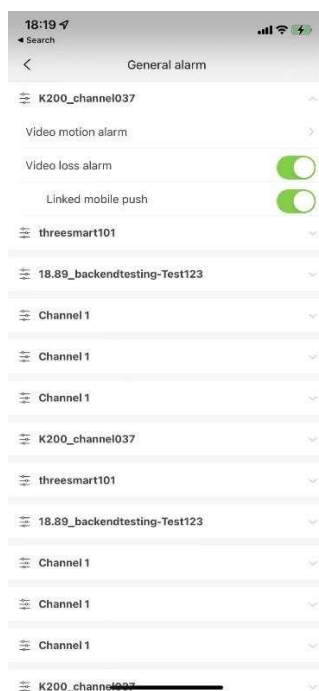 18:19
◀ Search
General alarm
K200_channel037
Video motion alarm
Video loss alarm
Linked mobile push
threesmart101
18.89_backendtesting-Test123
Channel 1
Channel 1
Channel 1
K200_channel037
threesmart101
18.89_backendtesting-Test123
Channel 1
Channel 1
Channel 1
K200_channel037